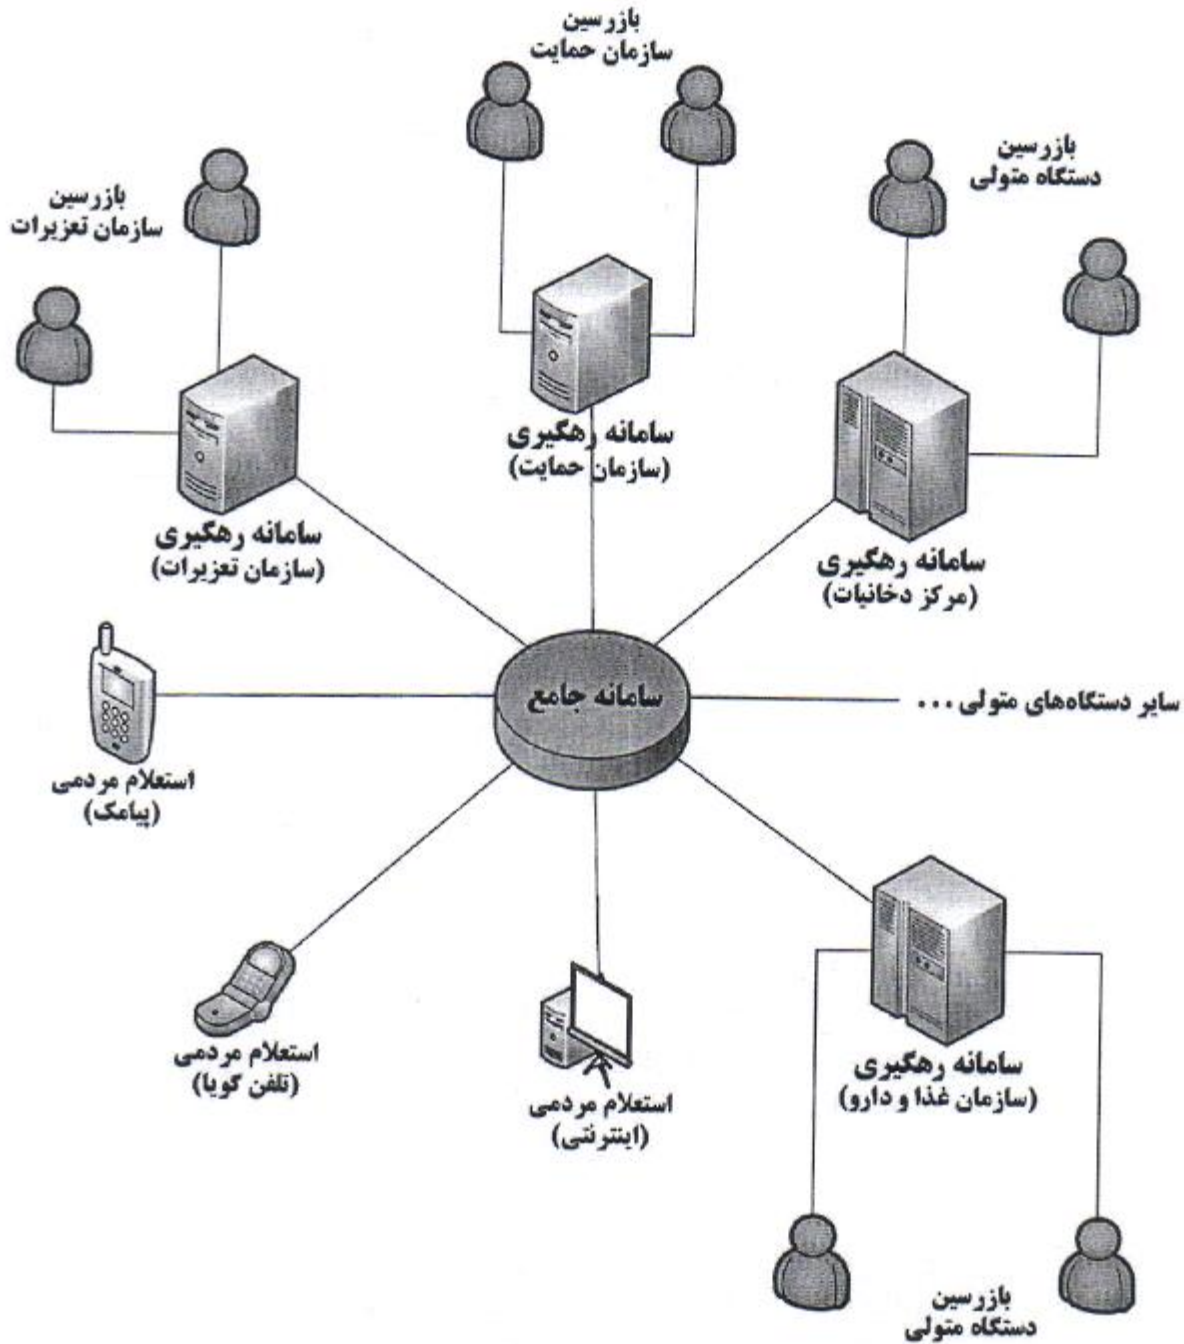 بازرسین
سازمان حمایت
بازرسین
دستگاه متولی
بازرسین
سازمان تعزیرات
سامانه رهگیری
(سازمان حمایت)
سامانه رهگیری
(سازمان تعزیرات)
سامانه رهگیری
(مرکز دخانیات)
سامانه جامع
سایر دستگاه‌های متولی ...
استعلام مردمی
(پیامک)
استعلام مردمی
(تلفن گویا)
استعلام مردمی
(اینترنتی)
سامانه رهگیری
(سازمان غذا و دارو)
بازرسین
دستگاه متولی